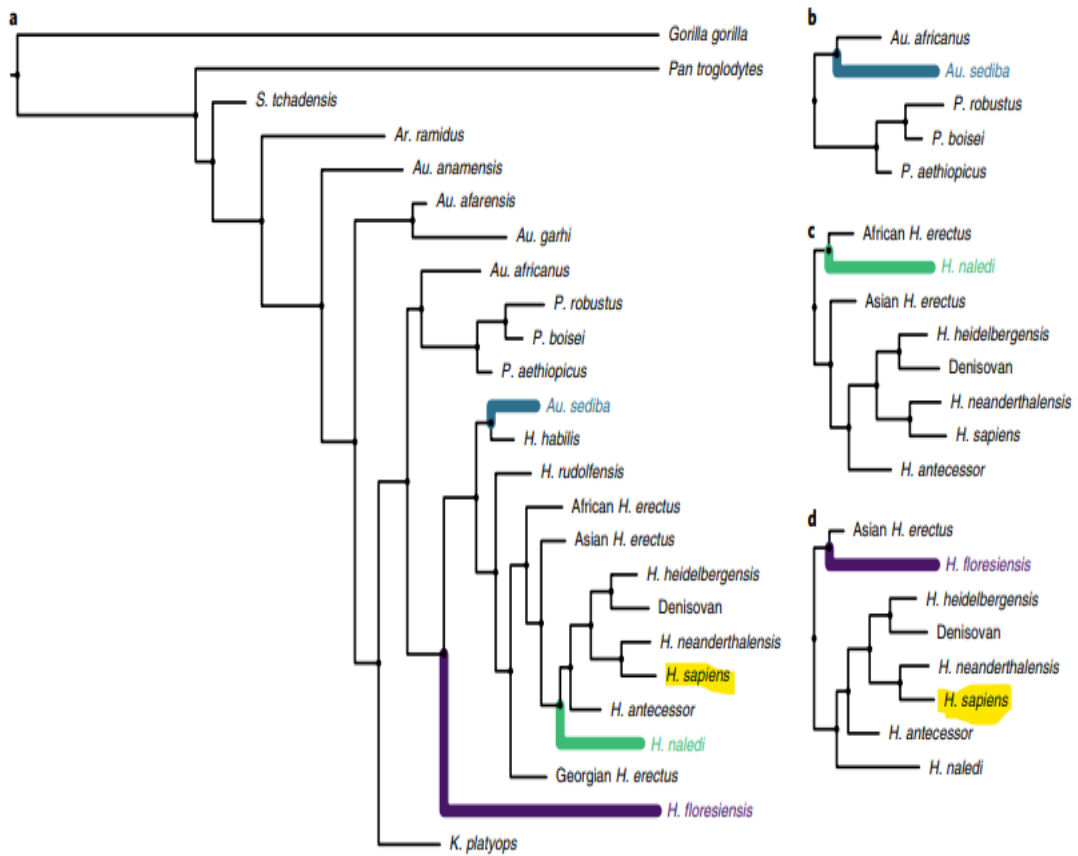 a
Gorilla gorilla
Pan troglodytes
S. tchadensis
Ar. ramidus
Au. anamensis
Au. afarensis
Au. garhi
Au. africanus
P. robustus
P. boisei
P. aethiopicus
Au. sediba
H. habilis
H. rudolfensis
African H. erectus
Asian H. erectus
H. heidelbergensis
Denisovan
H. neanderthalensis
H. sapiens
H. antecessor
H. naledi
Georgian H. erectus
H. floresiensis
K. platyops
b
Au. africanus
Au. sediba
P. robustus
P. boisei
P. aethiopicus
c
African H. erectus
H. naledi
Asian H. erectus
H. heidelbergensis
Denisovan
H. neanderthalensis
H. sapiens
H. antecessor
d
Asian H. erectus
H. floresiensis
H. heidelbergensis
Denisovan
H. neanderthalensis
H. sapiens
H. antecessor
H. naledi